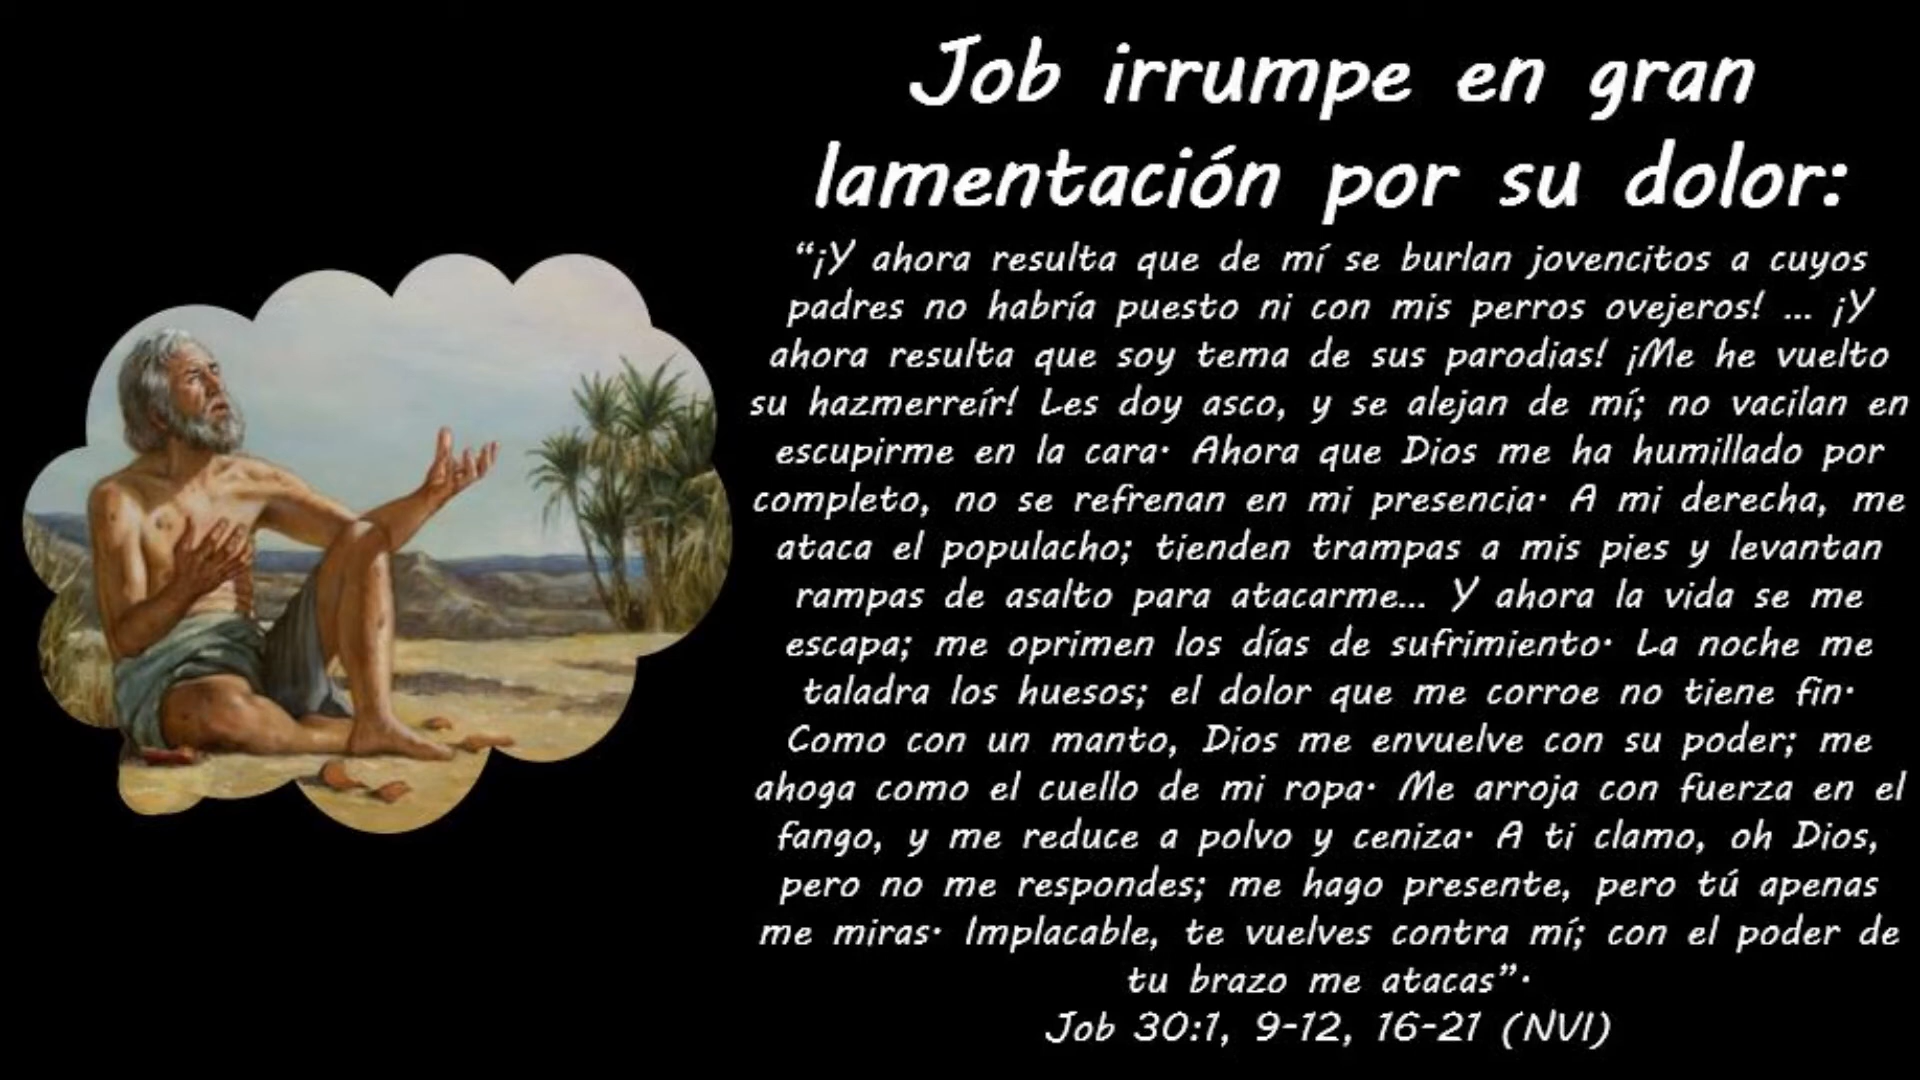 Job irrumpe en gran
lamentación por su dolor:
“¡Y ahora resulta que de mí se burlan jovencitos a cuyos
padres no habría puesto ni con mis perros ovejeros! ... ¡Y
ahora resulta que soy tema de sus parodias! ¡Me he vuelto
su hazmerreír! Les doy asco, y se alejan de mí; no vacilan en
escupirme en la cara· Ahora que Dios me ha humillado por
completo, no se refrenan en mi presencia· A mi derecha, me
ataca el populacho; tienden trampas a mis pies y levantan
rampas de asalto para atacarme... Y ahora la vida se me
escapa; me oprimen los días de sufrimiento· La noche me
taladra los huesos; el dolor que me corroe no tiene fin·
Como con un manto, Dios me envuelve con su poder; me
ahoga como el cuello de mi ropa· Me arroja con fuerza en el
fango, y me reduce a polvo y ceniza· A ti clamo, oh Dios,
pero no me respondes; me hago presente, pero tú apenas
me miras· Implacable, te vuelves contra mí; con el poder de
tu brazo me atacas”·
Job 30:1, 9-12, 16-21 (NVI)